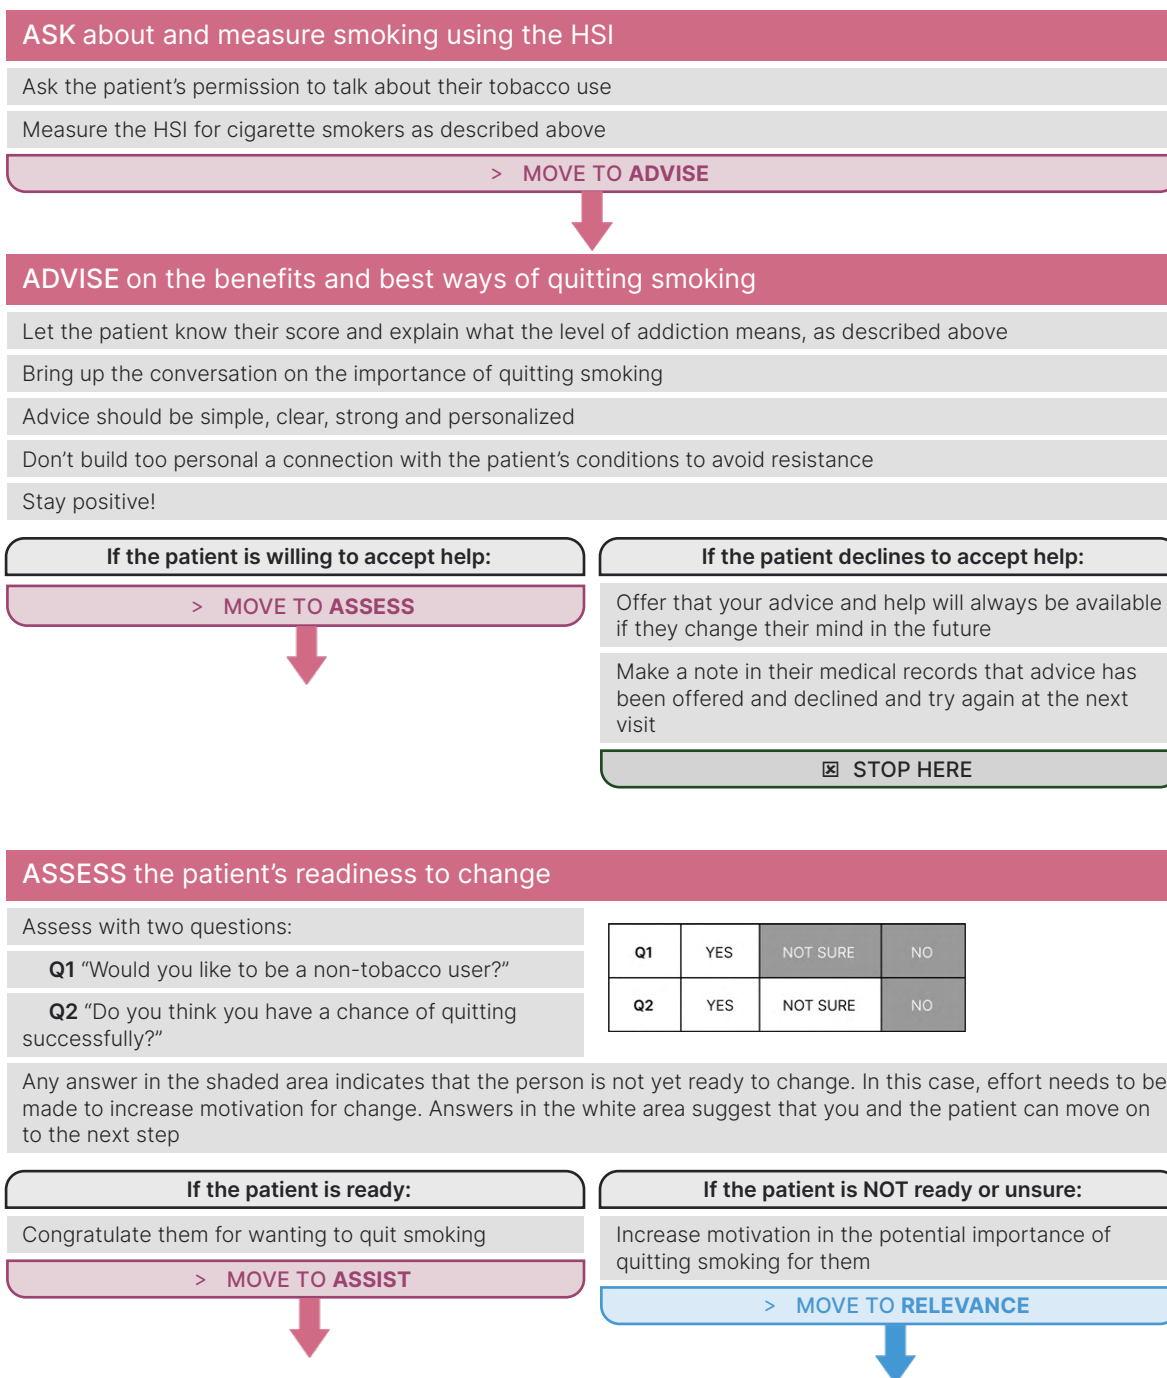 ASK about and measure smoking using the HSI
Ask the patient’s permission to talk about their tobacco use
Measure the HSI for cigarette smokers as described above
> MOVE TO ADVISE
ADVISE on the benefits and best ways of quitting smoking
Let the patient know their score and explain what the level of addiction means, as described above
Bring up the conversation on the importance of quitting smoking
Advice should be simple, clear, strong and personalized
Don’t build too personal a connection with the patient’s conditions to avoid resistance
Stay positive!
If the patient is willing to accept help:
> MOVE TO ASSESS
If the patient declines to accept help:
Offer that your advice and help will always be available
if they change their mind in the future
Make a note in their medical records that advice has
been offered and declined and try again at the next
visit
☒ STOP HERE
ASSESS the patient’s readiness to change
Assess with two questions:
Q1 “Would you like to be a non-tobacco user?”
Q2 “Do you think you have a chance of quitting
successfully?”
Q1 YES NOT SURE NO
Q2 YES NOT SURE NO
Any answer in the shaded area indicates that the person is not yet ready to change. In this case, effort needs to be
made to increase motivation for change. Answers in the white area suggest that you and the patient can move on
to the next step
If the patient is ready:
Congratulate them for wanting to quit smoking
> MOVE TO ASSIST
If the patient is NOT ready or unsure:
Increase motivation in the potential importance of
quitting smoking for them
> MOVE TO RELEVANCE